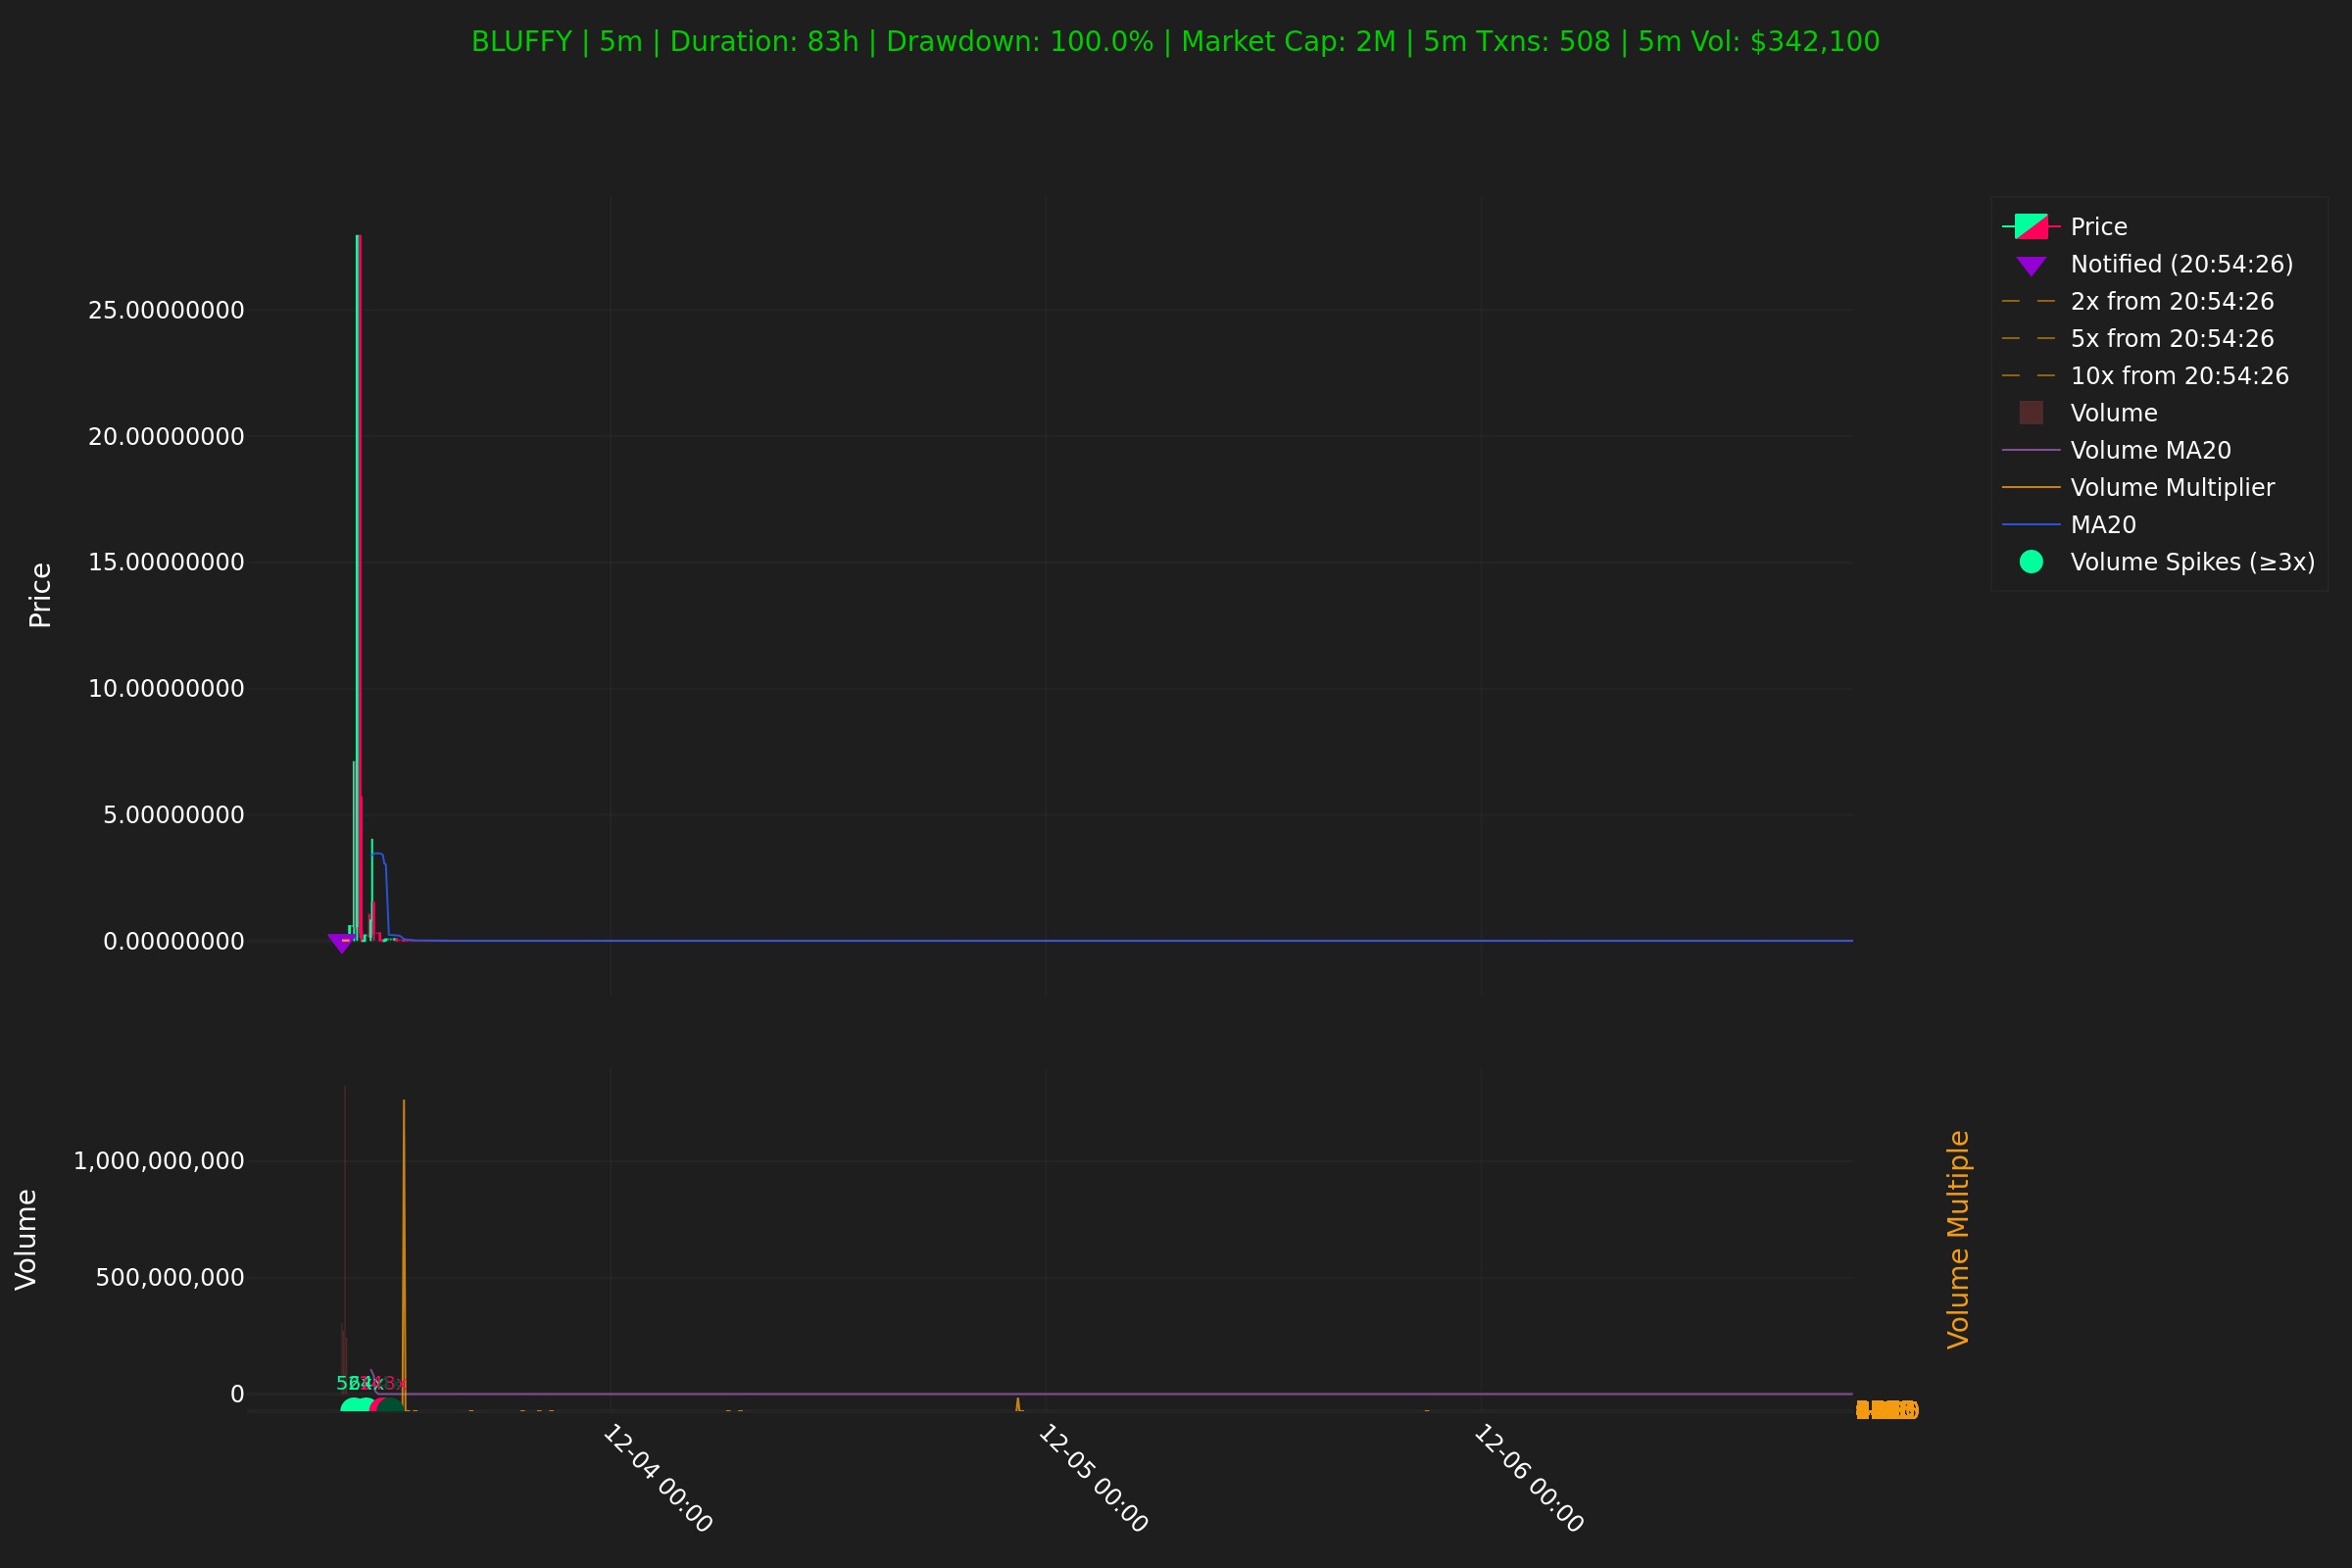 BLUFFY | 5m | Duration: 83h | Drawdown: 100.0% | Market Cap: 2M | 5m Txns: 508 | 5m Vol: $342,100
Price
Notified (20:54:26)
2x from 20:54:26
5x from 20:54:26
10x from 20:54:26
Volume
Volume MA20
Volume Multiplier
MA20
Volume Spikes (≥3x)
25.00000000
20.00000000
15.00000000
10.00000000
5.00000000
0.00000000
Price
1,000,000,000
500,000,000
0
Volume
Volume Multiple
12-04 00:00
12-05 00:00
12-06 00:00